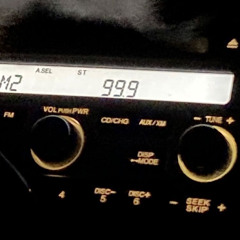 A.SEL ST
M2 99.9
FM VOL PUSH PWR CD/CHG AUX/XM - TUNE +
DISP
MODE
4 DISC- 5 DISC+ 6 - SEEK SKIP +